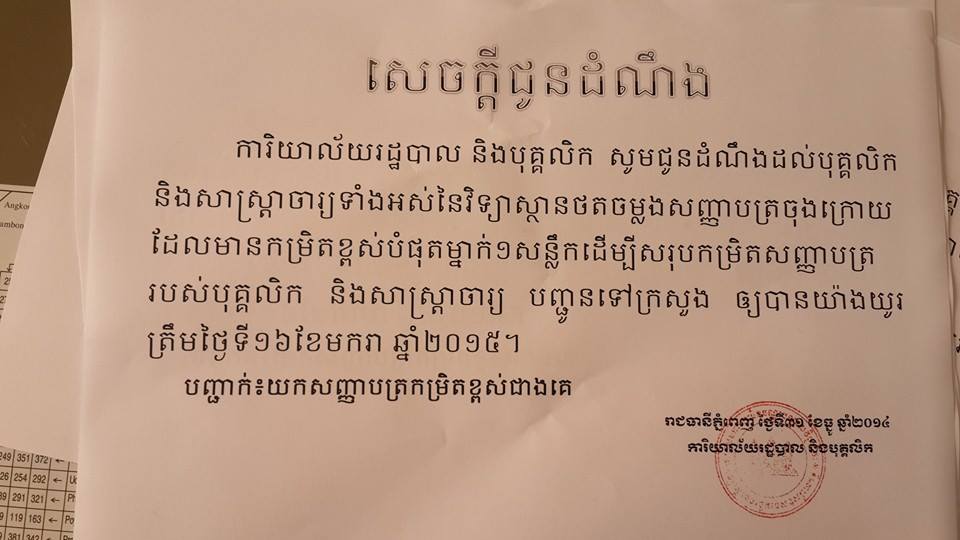 សេចក្តីជូនដំណឹង
ការិយាល័យរដ្ឋបាល និងបុគ្គលិក សូមជូនដំណឹងដល់បុគ្គលិក
និងសាស្ត្រាចារ្យទាំងអស់នៃវិទ្យាស្ថានថតចម្លងសញ្ញាបត្រចុងក្រោយ
ដែលមានកម្រិតខ្ពស់បំផុតម្នាក់១សន្លឹកដើម្បីសរុបកម្រិតសញ្ញាបត្រ
របស់បុគ្គលិក និងសាស្ត្រាចារ្យ បញ្ជូនទៅក្រសួង ឲ្យបានយ៉ាងយូរ
ត្រឹមថ្ងៃទី១៦ខែមករា ឆ្នាំ២០១៥។
បញ្ជាក់៖យកសញ្ញាបត្រកម្រិតខ្ពស់ជាងគេ
រាជធានីភ្នំពេញ ថ្ងៃទី៣១ ខែធ្នូ ឆ្នាំ២០១៤
ការិយាល័យរដ្ឋបាល និងបុគ្គលិក
Angko
249 351 372 ←
26 254 292 ← Uc
39 291 321 ← Ph
9 119 163 ← Po
381 342